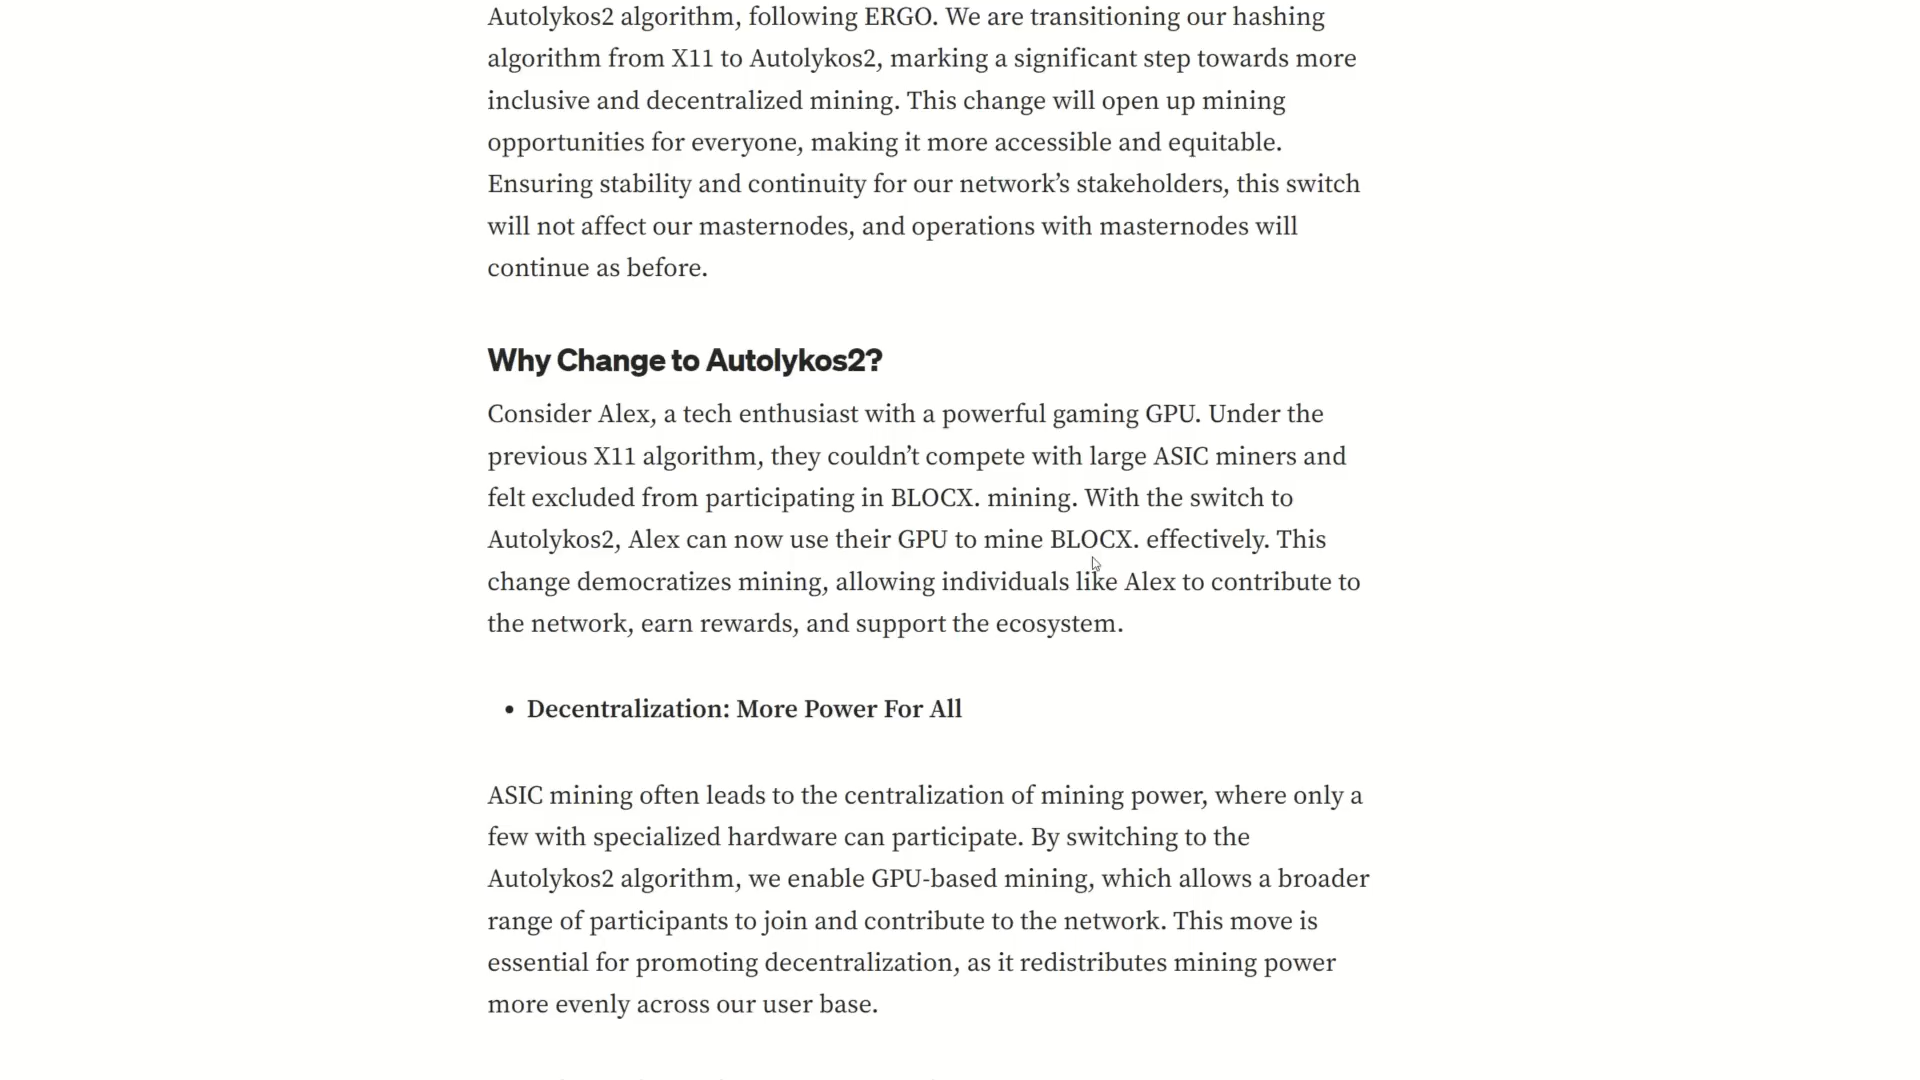 Autolykos2 algorithm, following ERGO. We are transitioning our hashing
algorithm from X11 to Autolykos2, marking a significant step towards more
inclusive and decentralized mining. This change will open up mining
opportunities for everyone, making it more accessible and equitable.
Ensuring stability and continuity for our network’s stakeholders, this switch
will not affect our masternodes, and operations with masternodes will
continue as before.
Why Change to Autolykos2?
Consider Alex, a tech enthusiast with a powerful gaming GPU. Under the
previous X11 algorithm, they couldn’t compete with large ASIC miners and
felt excluded from participating in BLOCX. mining. With the switch to
Autolykos2, Alex can now use their GPU to mine BLOCX. effectively. This
change democratizes mining, allowing individuals like Alex to contribute to
the network, earn rewards, and support the ecosystem.
• Decentralization: More Power For All
ASIC mining often leads to the centralization of mining power, where only a
few with specialized hardware can participate. By switching to the
Autolykos2 algorithm, we enable GPU-based mining, which allows a broader
range of participants to join and contribute to the network. This move is
essential for promoting decentralization, as it redistributes mining power
more evenly across our user base.